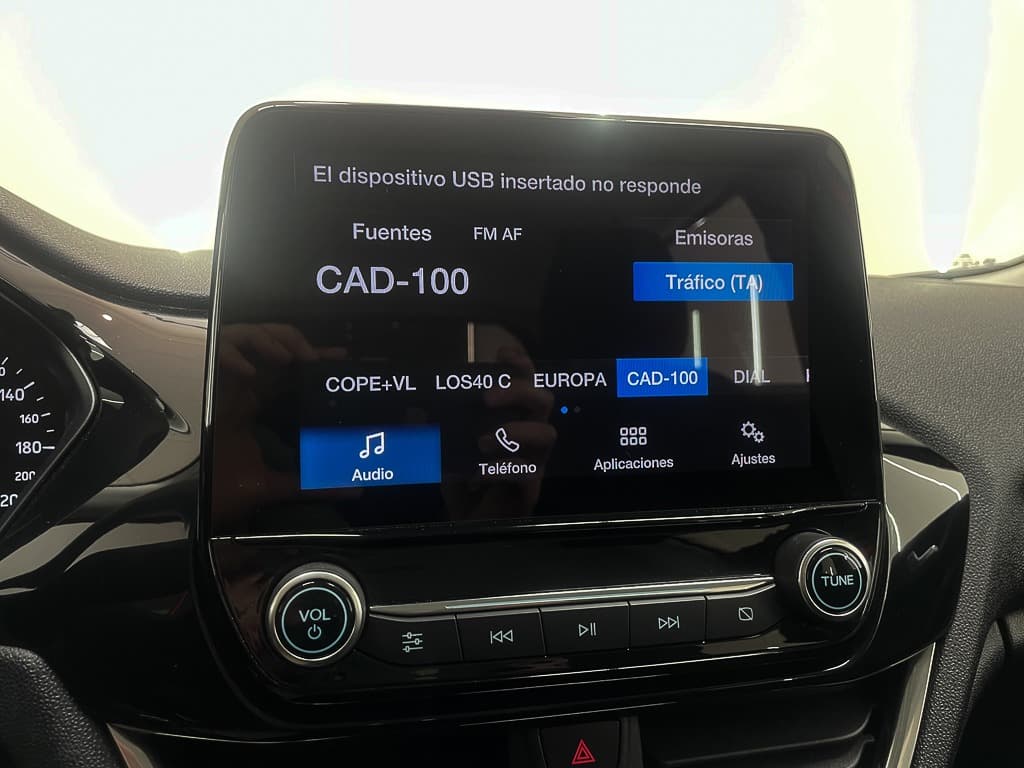 El dispositivo USB insertado no responde
Fuentes FM AF Emisoras
CAD-100 Tráfico (TA)
COPE+VL LOS40 C EUROPA CAD-100 DIAL
Audio Teléfono Aplicaciones Ajustes
140
160
180
200
VOL TUNE